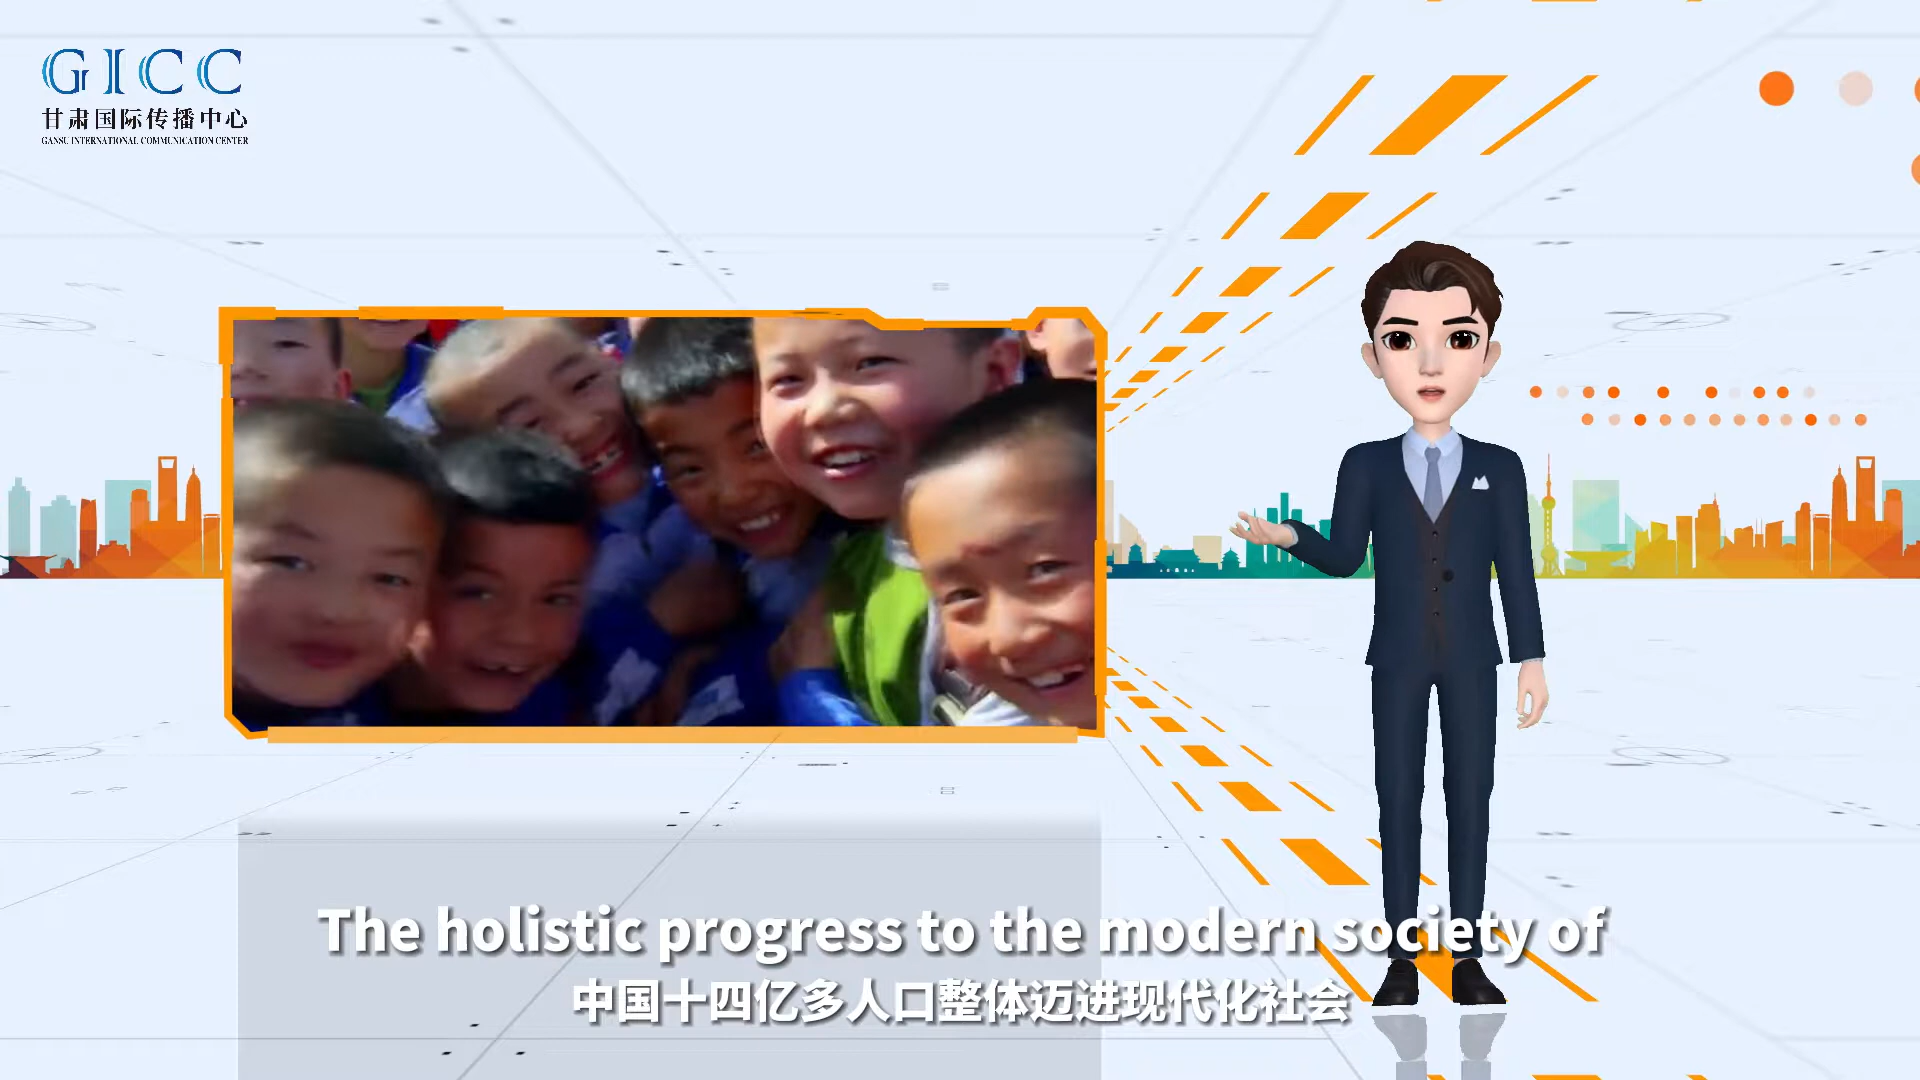 GICC
甘肃国际传播中心
GANSU INTERNATIONAL COMMUNICATION CENTER
The holistic progress to the modern society of
中国十四亿多人口整体迈进现代化社会